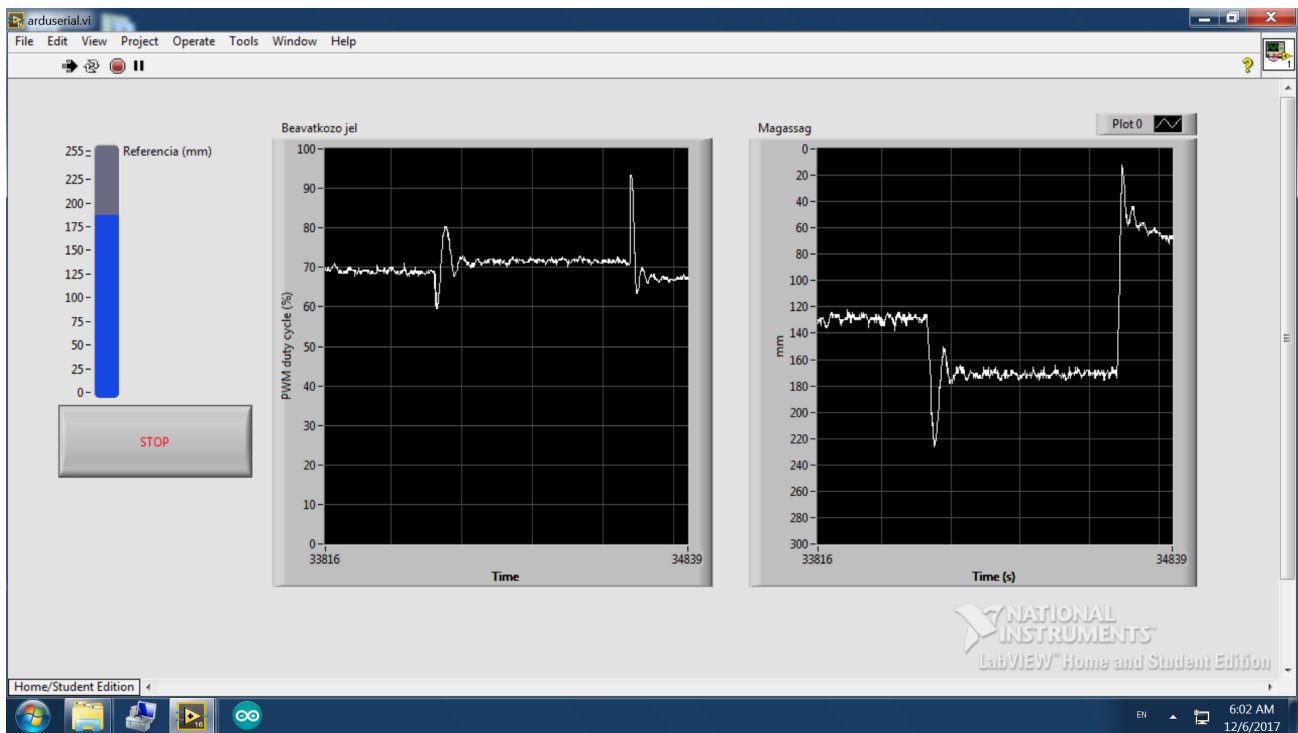 arduserial.vi
File Edit View Project Operate Tools Window Help
1
Beavatkozo jel
Magassag
Plot 0
Referencia (mm)
255
225
200
175
150
125
100
75
50
25
0
STOP
PWM duty cycle (%)
100
90
80
70
60
50
40
30
20
10
0
33816
34839
Time
mm
0
20
40
60
80
100
120
140
160
180
200
220
240
260
280
300
33816
34839
Time (s)
NATIONAL
INSTRUMENTS™
LabVIEW™ Home and Student Edition
Home/Student Edition
16
EN
6:02 AM
12/6/2017